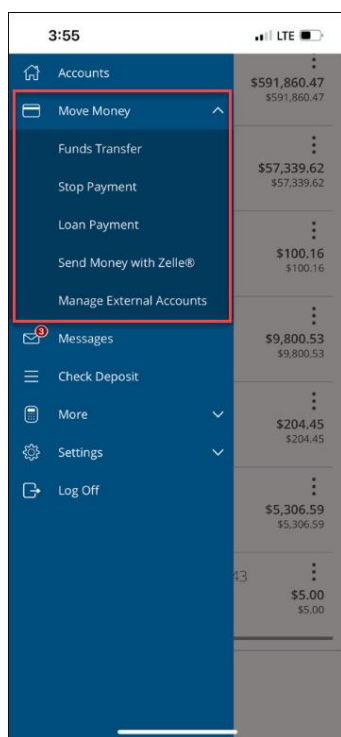 3:55
LTE
Accounts
$591,860.47
$591,860.47
Move Money
Funds Transfer
$57,339.62
$57,339.62
Stop Payment
Loan Payment
$100.16
$100.16
Send Money with Zelle®
Manage External Accounts
3
Messages
$9,800.53
$9,800.53
Check Deposit
More
$204.45
$204.45
Settings
Log Off
$5,306.59
$5,306.59
43
$5.00
$5.00